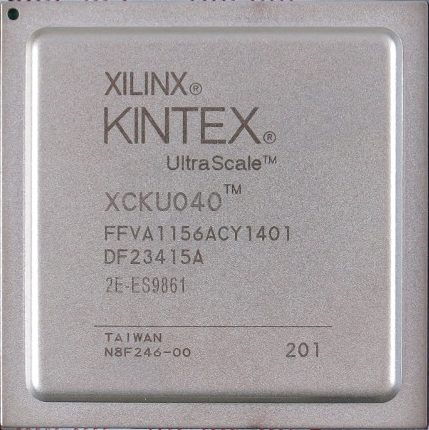 XILINX®
KINTEX®
UltraScale™
XCKU040™
FFVA1156ACY1401
DF23415A
2E-ES9861
TAIWAN
N8F246-00 201